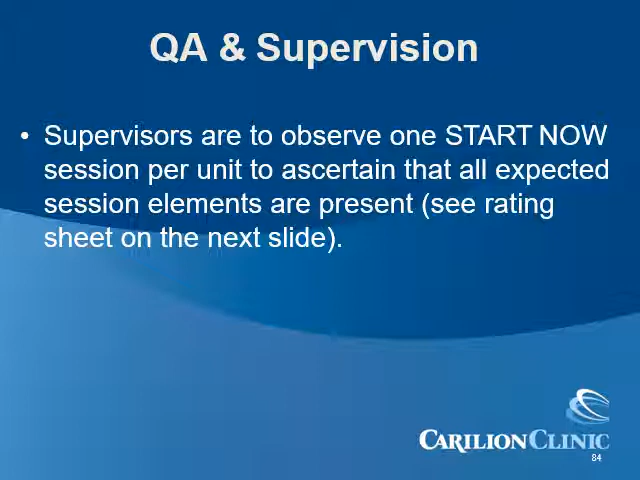 QA & Supervision
• Supervisors are to observe one START NOW
session per unit to ascertain that all expected
session elements are present (see rating
sheet on the next slide).
CARILION CLINIC
84